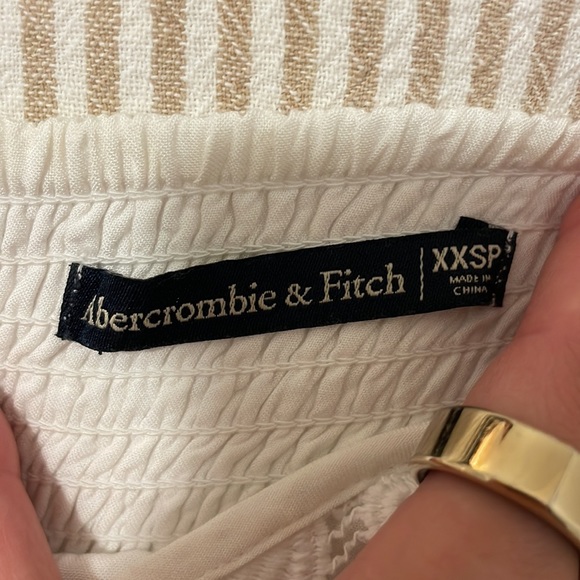 Abercrombie & Fitch
XXSP
MADE IN
CHINA